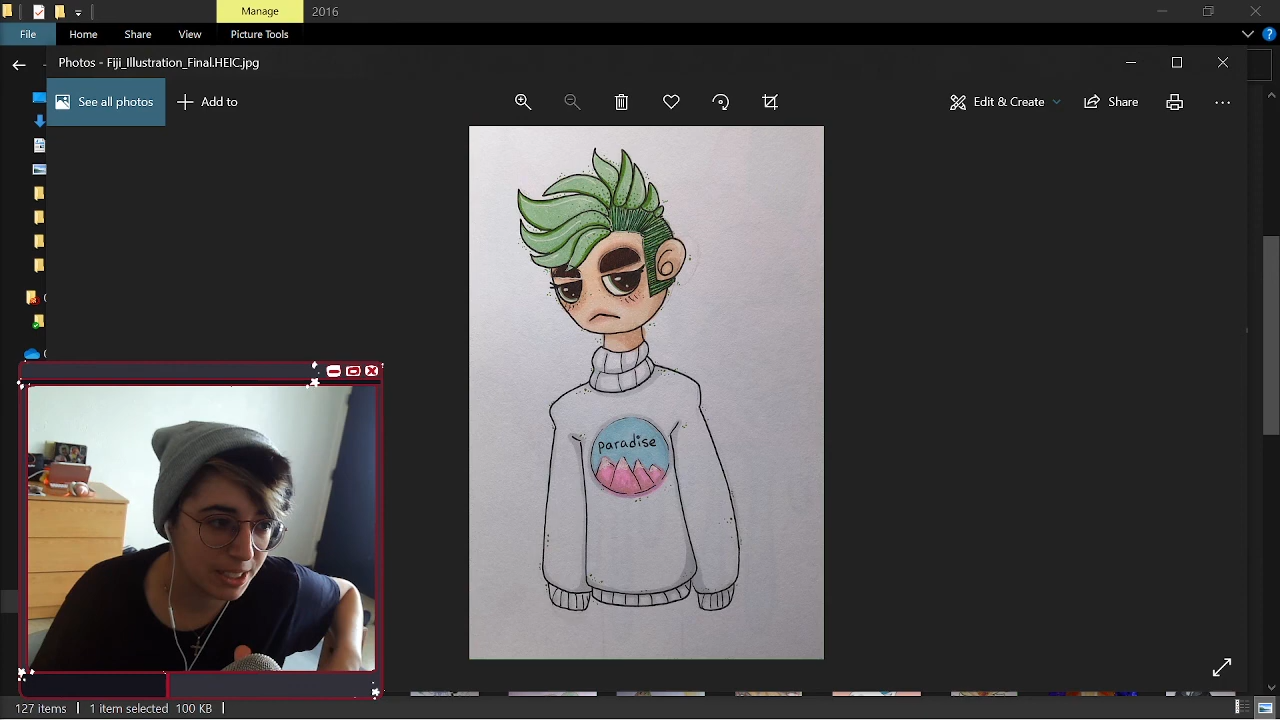 Manage 2016
File Home Share View Picture Tools
Photos - Fiji_Illustration_Final.HEIC.jpg
See all photos Add to Edit & Create Share
paradise
127 items 1 item selected 100 KB